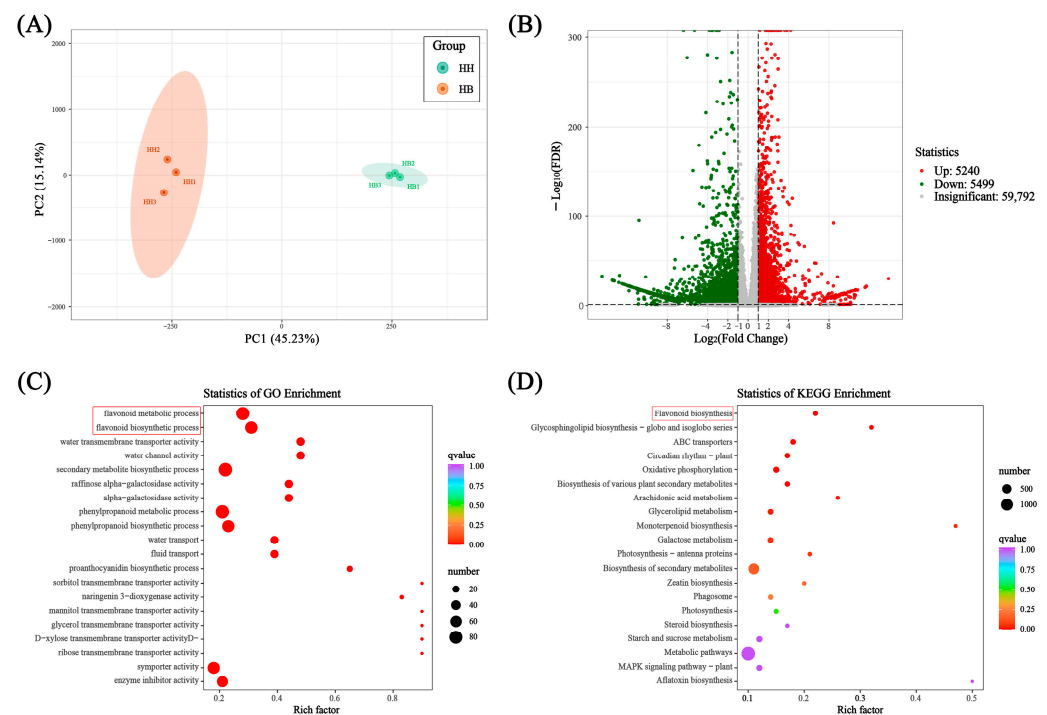 (A)
Group
HH
HB
2000
1000
0
−1000
−2000
HH2
HH1
HH3
HB2
HB3
HB1
−250
0
250
PC2 (15.14%)
PC1 (45.23%)
(B)
300
200
100
0
−8
−4
−2
−1
0
1
2
4
8
− Log10(FDR)
Log2(Fold Change)
Statistics
Up: 5240
Down: 5499
Insignificant: 59,792
(C)
Statistics of GO Enrichment
flavonoid metabolic process
flavonoid biosynthetic process
water transmembrane transporter activity
water channel activity
secondary metabolite biosynthetic process
raffinose alpha−galactosidase activity
alpha−galactosidase activity
phenylpropanoid metabolic process
phenylpropanoid biosynthetic process
water transport
fluid transport
proanthocyanidin biosynthetic process
sorbitol transmembrane transporter activity
naringenin 3−dioxygenase activity
mannitol transmembrane transporter activity
glycerol transmembrane transporter activity
D−xylose transmembrane transporter activityD−
ribose transmembrane transporter activity
symporter activity
enzyme inhibitor activity
0.2
0.4
0.6
0.8
Rich factor
qvalue
1.00
0.75
0.50
0.25
0.00
number
20
40
60
80
(D)
Statistics of KEGG Enrichment
Flavonoid biosynthesis
Glycosphingolipid biosynthesis − globo and isoglobo series
ABC transporters
Circadian rhythm − plant
Oxidative phosphorylation
Biosynthesis of various plant secondary metabolites
Arachidonic acid metabolism
Glycerolipid metabolism
Monoterpenoid biosynthesis
Galactose metabolism
Photosynthesis − antenna proteins
Biosynthesis of secondary metabolites
Zeatin biosynthesis
Phagosome
Photosynthesis
Steroid biosynthesis
Starch and sucrose metabolism
Metabolic pathways
MAPK signaling pathway − plant
Aflatoxin biosynthesis
0.1
0.2
0.3
0.4
0.5
Rich factor
number
500
1000
qvalue
1.00
0.75
0.50
0.25
0.00